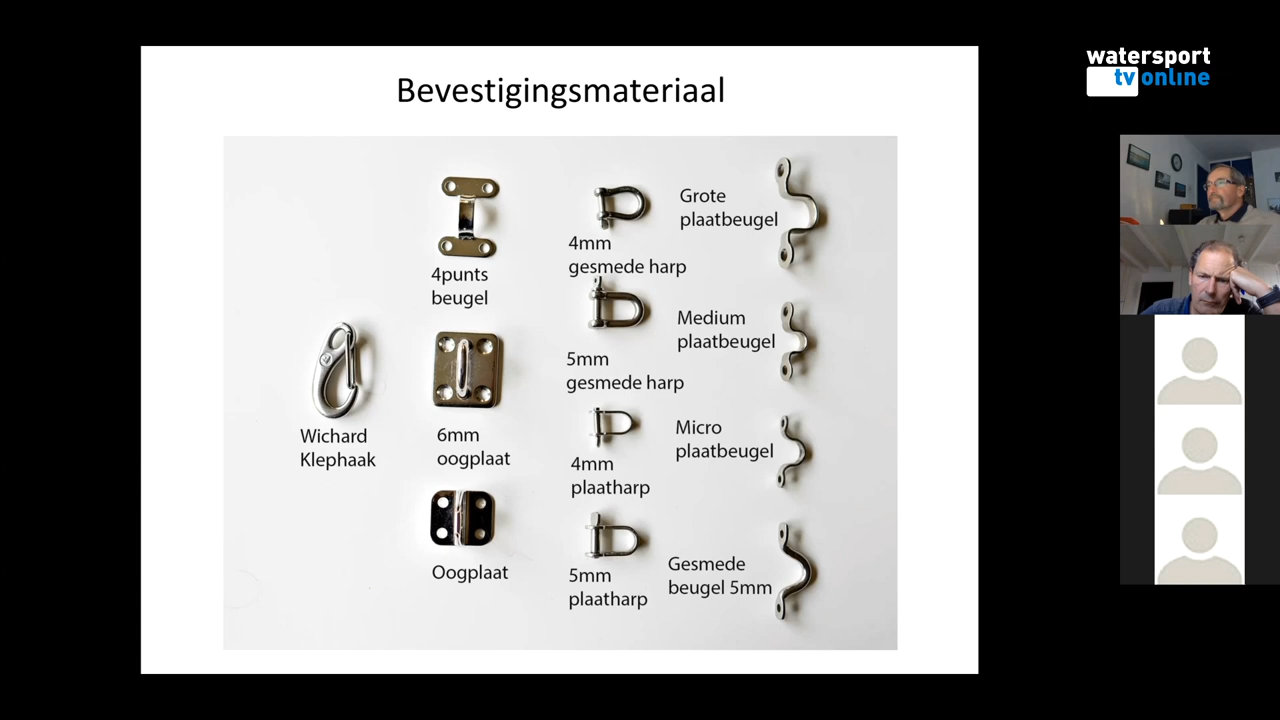 Bevestigingsmateriaal
watersport
tv online
4punts
beugel
4mm
gesmede harp
Grote
plaatbeugel
5mm
gesmede harp
Medium
plaatbeugel
Wichard
Klephaak
6mm
oogplaat
4mm
plaatharp
Micro
plaatbeugel
Oogplaat
5mm
plaatharp
Gesmede
beugel 5mm